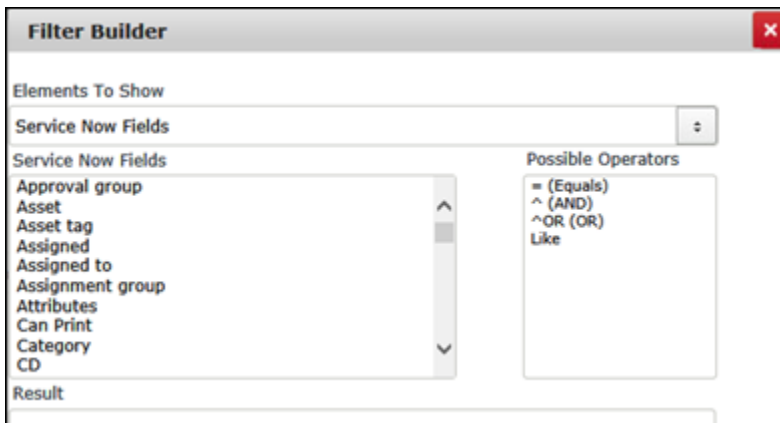 Filter Builder
Elements To Show
Service Now Fields
Service Now Fields
Possible Operators
Approval group
Asset
Asset tag
Assigned
Assigned to
Assignment group
Attributes
Can Print
Category
CD
= (Equals)
^ (AND)
^OR (OR)
Like
Result